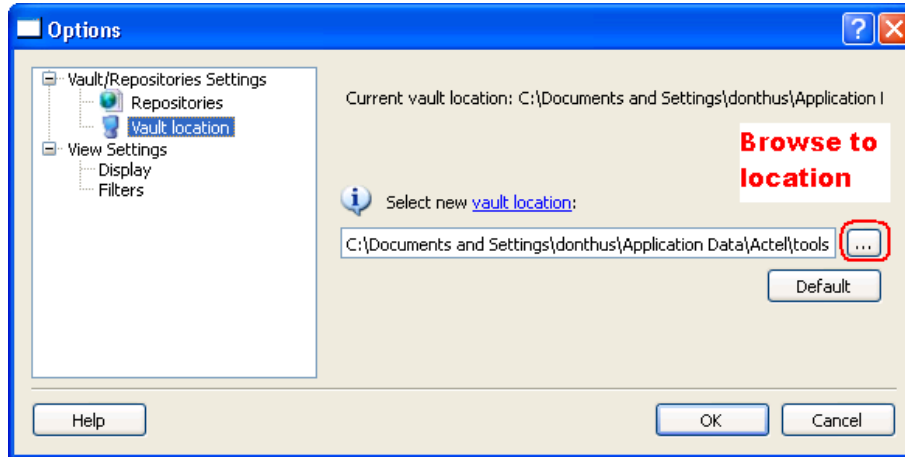 Options
Vault/Repositories Settings
Repositories
Vault location
View Settings
Display
Filters
Current vault location: C:\Documents and Settings\donthus\Application
Browse to
location
Select new vault location:
C:\Documents and Settings\donthus\Application Data\Actel\tools
...
Default
Help
OK
Cancel